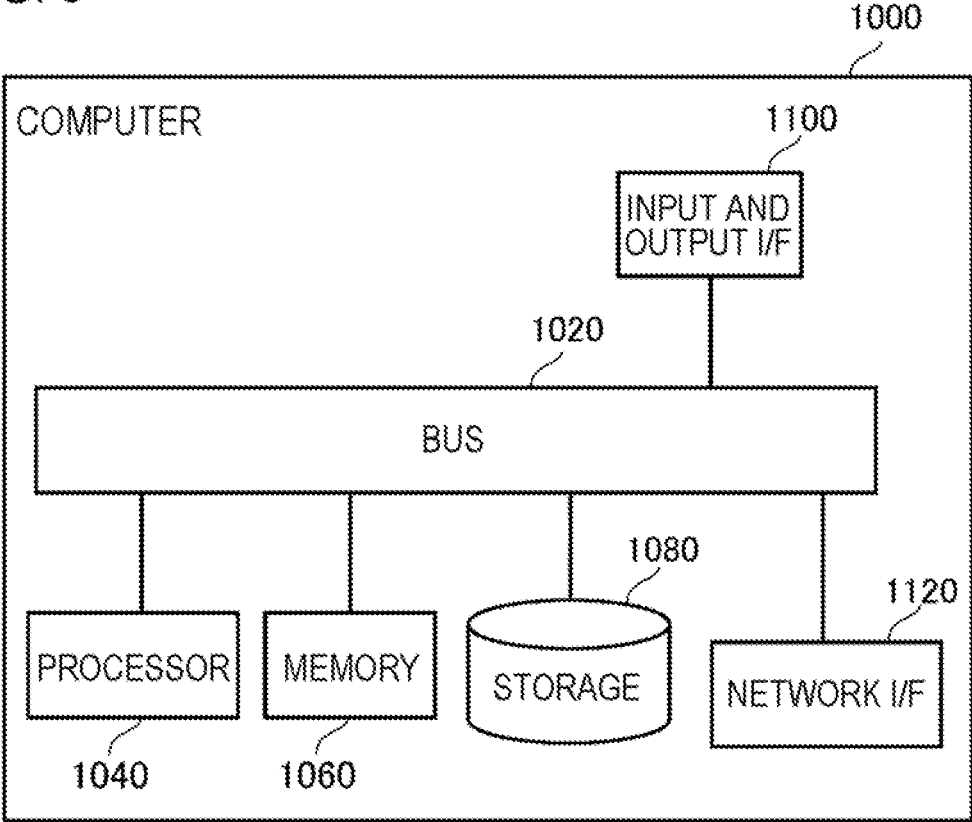 1000
COMPUTER
1100
INPUT AND
OUTPUT I/F
1020
BUS
1080
1120
PROCESSOR
MEMORY
STORAGE
NETWORK I/F
1040
1060